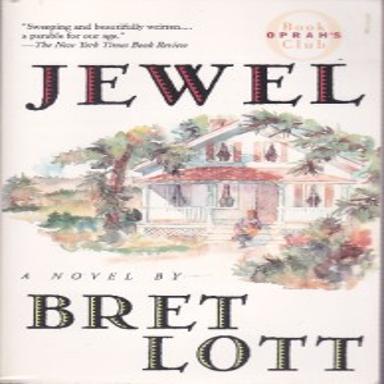 "Sweeping and beautifully written....
a parable for our age."
—The New York Times Book Review
Book
OPRAH'S
Club
JEWEL
A NOVEL BY
BRET
LOTT